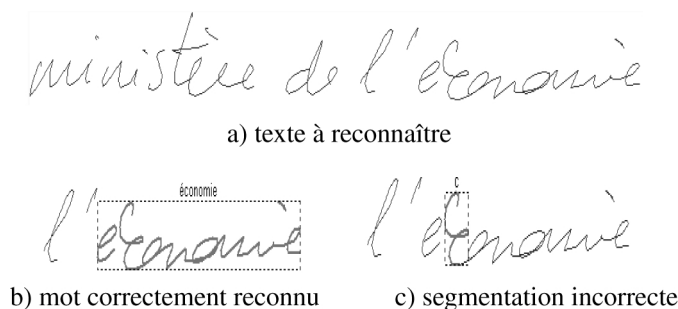 ministère de l'économie
a) texte à reconnaître
économie
l'économie
c
l'économie
b) mot correctement reconnu
c) segmentation incorrecte